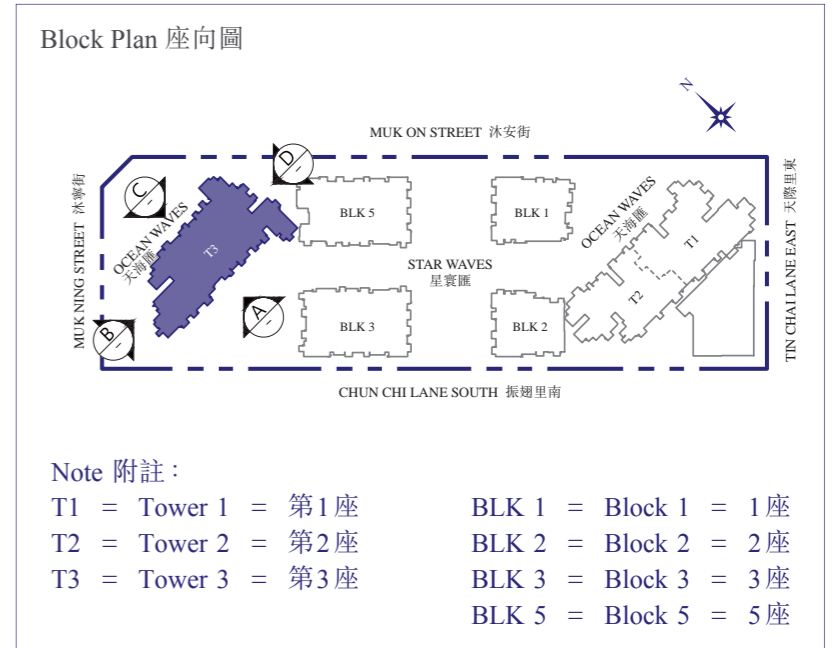 Block Plan 座向圖
N
MUK ON STREET 沐安街
D
C
MUK NING STREET 沐寧街
OCEAN WAVES
天海匯
T3
BLK 5
BLK 1
OCEAN WAVES
天海匯
T1
TIN CHAI LANE EAST 天際里東
STAR WAVES
星寰匯
T2
A
B
BLK 3
BLK 2
CHUN CHI LANE SOUTH 振翅里南
Note 附註：
T1 = Tower 1 = 第1座
T2 = Tower 2 = 第2座
T3 = Tower 3 = 第3座
BLK 1 = Block 1 = 1座
BLK 2 = Block 2 = 2座
BLK 3 = Block 3 = 3座
BLK 5 = Block 5 = 5座